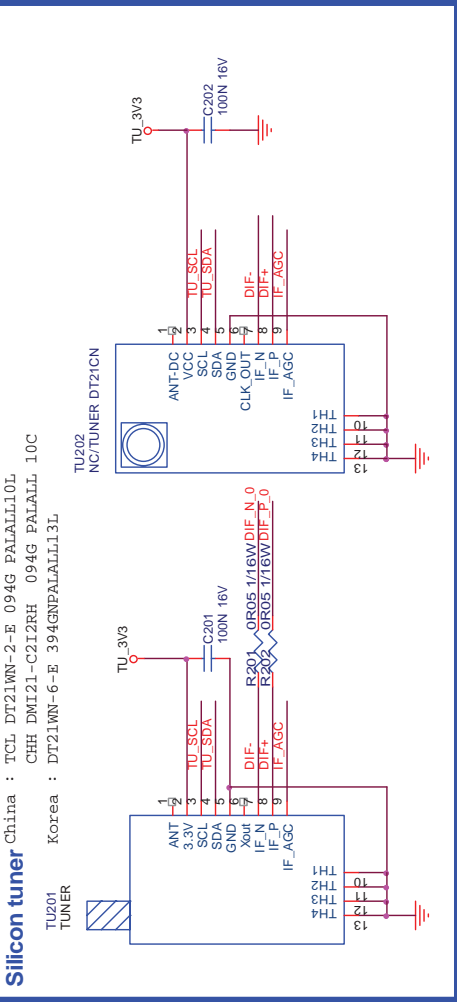 Silicon tuner China : TCL DT21WN-2-E 094G PALALL10L
CHH DMI21-C2I2RH 094G PALALL 10C
Korea : DT21WN-6-E 394GNPALALL13L
TU201
TUNER
ANT
3.3V
SCL
SDA
GND
Xout
IF_N
IF_P
IF_AGC
1
2
3
4
5
6
7
8
9
TH1
TH2
TH3
TH4
10
11
12
13
TU_SCL
TU_SDA
DIF-
DIF+
IF_AGC
TU_3V3
C201
100N 16V
R201 0R05 1/16W DIF_N_0
R202 0R05 1/16W DIF_P_0
TU202
NC/TUNER DT21CN
ANT-DC
VCC
SCL
SDA
GND
CLK_OUT
IF_N
IF_P
IF_AGC
1
2
3
4
5
6
7
8
9
TH1
TH2
TH3
TH4
10
11
12
13
TU_SCL
TU_SDA
DIF-
DIF+
IF_AGC
TU_3V3
C202
100N 16V